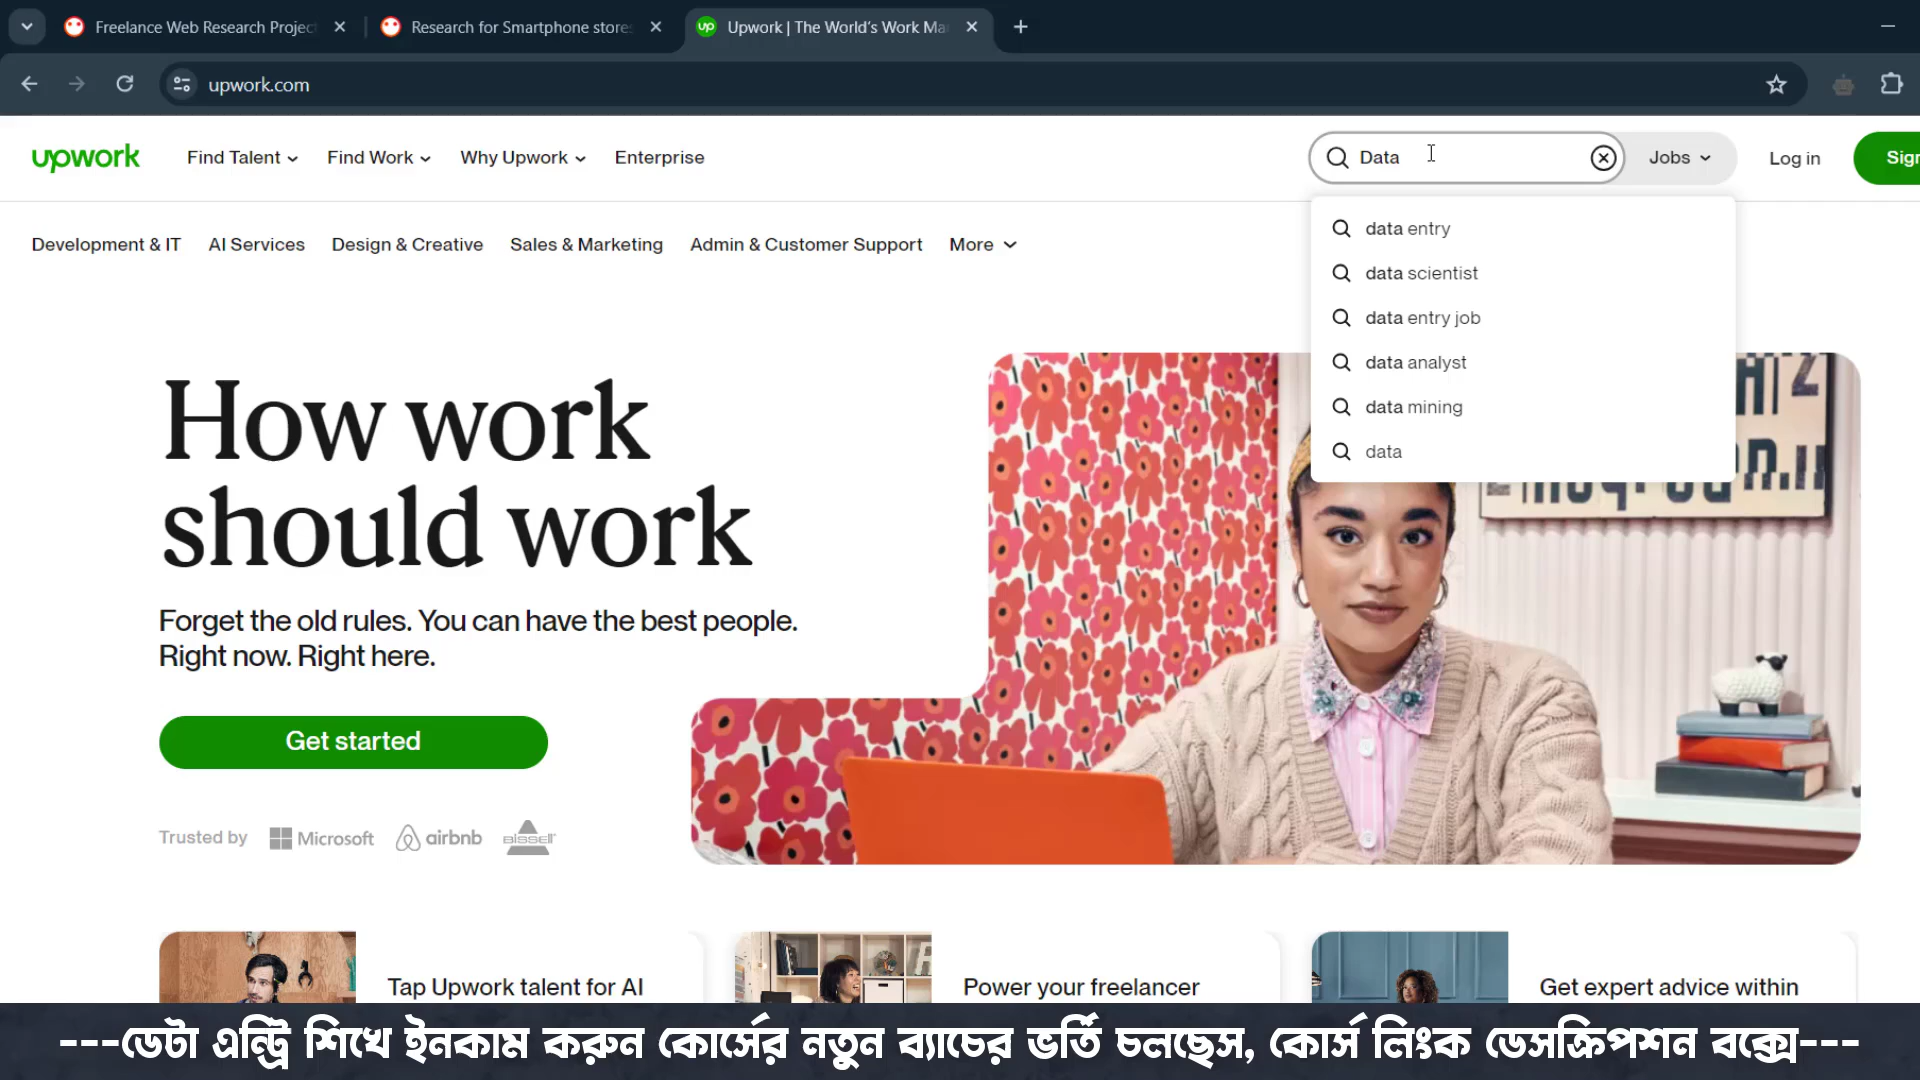 Freelance Web Research Projec
Research for Smartphone stores
Upwork | The World's Work Ma
upwork.com
upwork
Find Talent
Find Work
Why Upwork
Enterprise
Data
Jobs
Log in
Sign
Development & IT
AI Services
Design & Creative
Sales & Marketing
Admin & Customer Support
More
data entry
data scientist
data entry job
data analyst
data mining
data
How work
should work
Forget the old rules. You can have the best people.
Right now. Right here.
Get started
Trusted by
Microsoft
airbnb
BISSELL
Tap Upwork talent for AI
Power your freelancer
Get expert advice within
---ডেটা এন্ট্রি শিখে ইনকাম করুন কোর্সের নতুন ব্যাচের ভর্তি চলছেস, কোর্স লিংক ডেসক্রিপশন বক্সে---